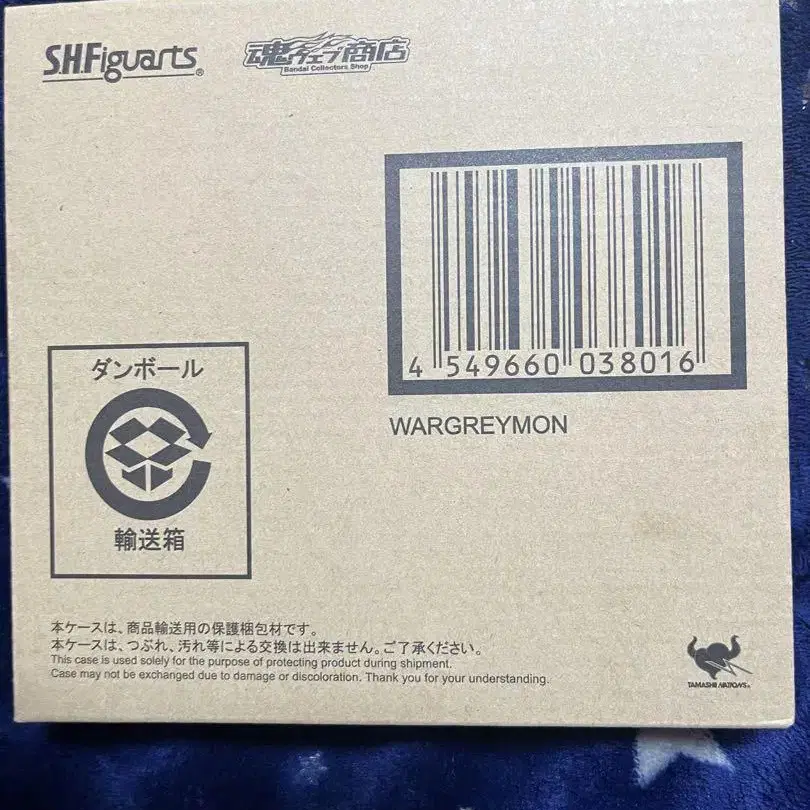 S.H.Figuarts®
魂ウェブ商店
Bandai Collectors Shop
4 549660 038016
WARGREYMON
ダンボール
輸送箱
本ケースは、商品輸送用の保護梱包材です。
本ケースは、つぶれ、汚れ等による交換は出来ません。ご了承ください。
This case is used solely for the purpose of protecting product during shipment.
Case may not be exchanged due to damage or discoloration. Thank you for your understanding.
TAMASHII NATIONS®